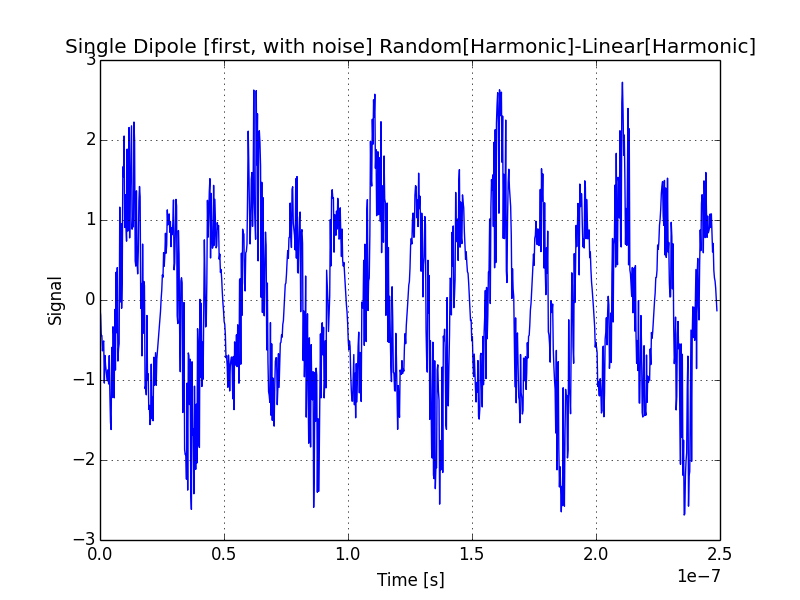 Single Dipole [first, with noise] Random[Harmonic]-Linear[Harmonic]
3
2
1
0
−1
−2
−3
Signal
0.0 0.5 1.0 1.5 2.0 2.5
1e−7
Time [s]